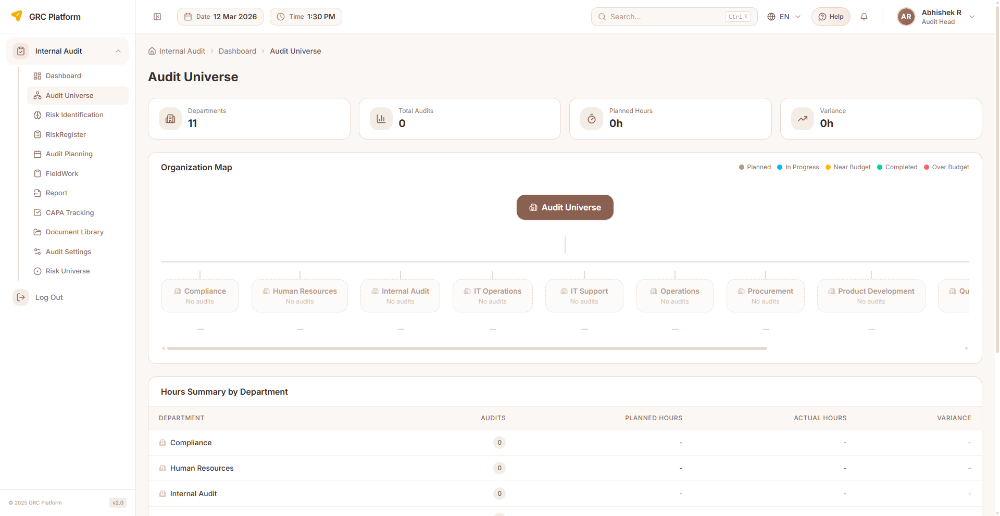 GRC Platform
Date 12 Mar 2026
Time 1:30 PM
Search...
Ctrl K
EN
Help
AR
Abhishek R
Audit Head
Internal Audit
Dashboard
Audit Universe
Risk Identification
RiskRegister
Audit Planning
FieldWork
Report
CAPA Tracking
Document Library
Audit Settings
Risk Universe
Log Out
© 2025 GRC Platform
v2.0
Internal Audit > Dashboard > Audit Universe
Audit Universe
Departments
11
Total Audits
0
Planned Hours
0h
Variance
0h
Organization Map
Planned
In Progress
Near Budget
Completed
Over Budget
Audit Universe
Compliance
No audits
—
Human Resources
No audits
—
Internal Audit
No audits
—
IT Operations
No audits
—
IT Support
No audits
—
Operations
No audits
—
Procurement
No audits
—
Product Development
No audits
—
Qu
Hours Summary by Department
DEPARTMENT AUDITS PLANNED HOURS ACTUAL HOURS VARIANCE
Compliance 0 - - -
Human Resources 0 - - -
Internal Audit 0 - - -